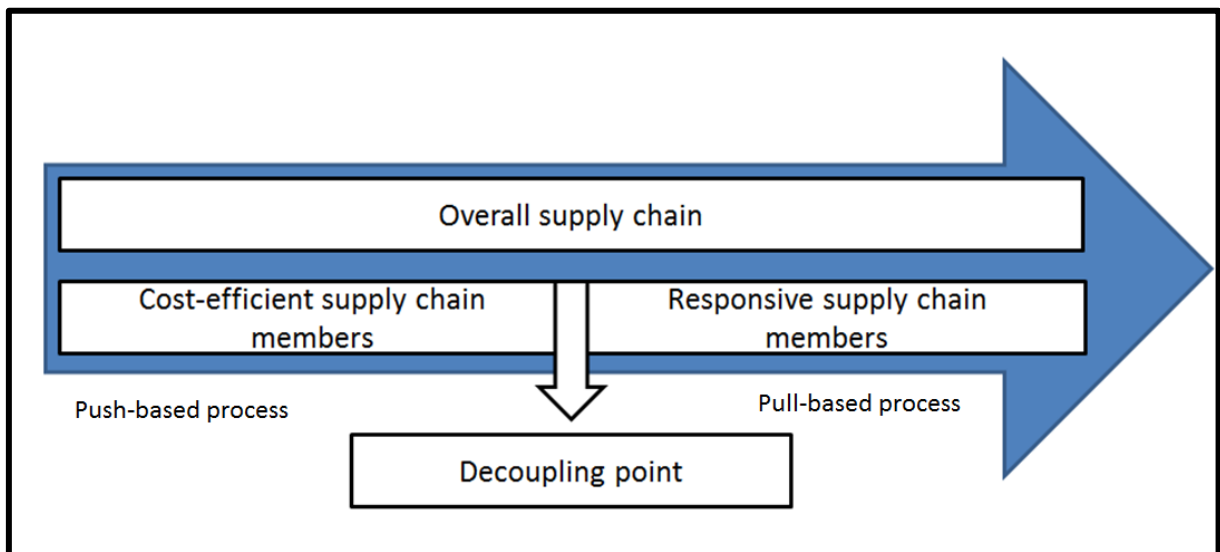 Overall supply chain
Cost-efficient supply chain
members
Responsive supply chain
members
Push-based process
Pull-based process
Decoupling point